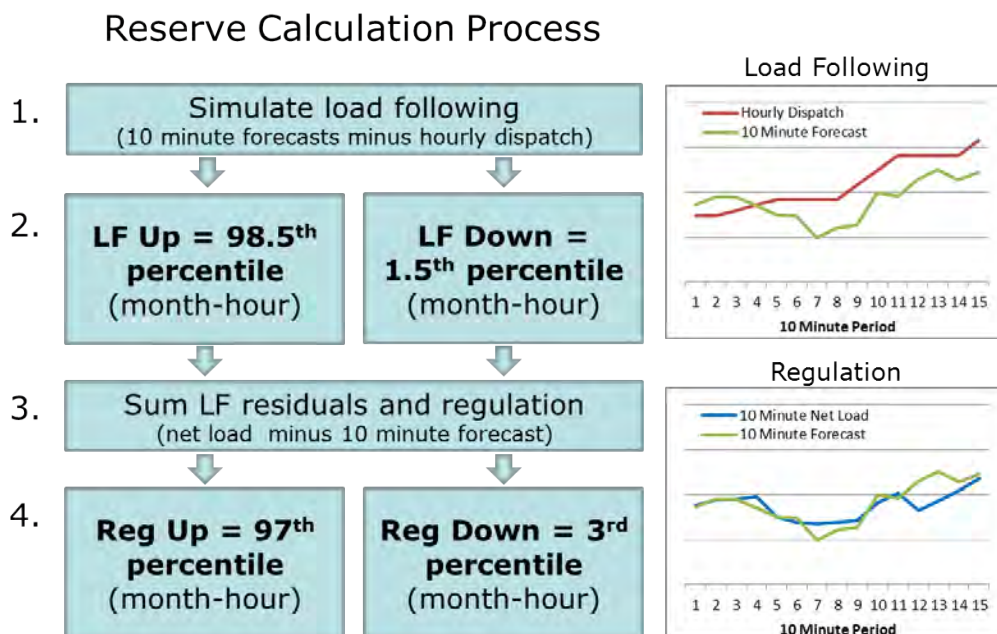 Reserve Calculation Process
1.
Simulate load following
(10 minute forecasts minus hourly dispatch)
2.
LF Up = 98.5th
percentile
(month-hour)
LF Down =
1.5th percentile
(month-hour)
3.
Sum LF residuals and regulation
(net load minus 10 minute forecast)
4.
Reg Up = 97th
percentile
(month-hour)
Reg Down = 3rd
percentile
(month-hour)
Load Following
Hourly Dispatch
10 Minute Forecast
1 2 3 4 5 6 7 8 9 10 11 12 13 14 15
10 Minute Period
Regulation
10 Minute Net Load
10 Minute Forecast
1 2 3 4 5 6 7 8 9 10 11 12 13 14 15
10 Minute Period